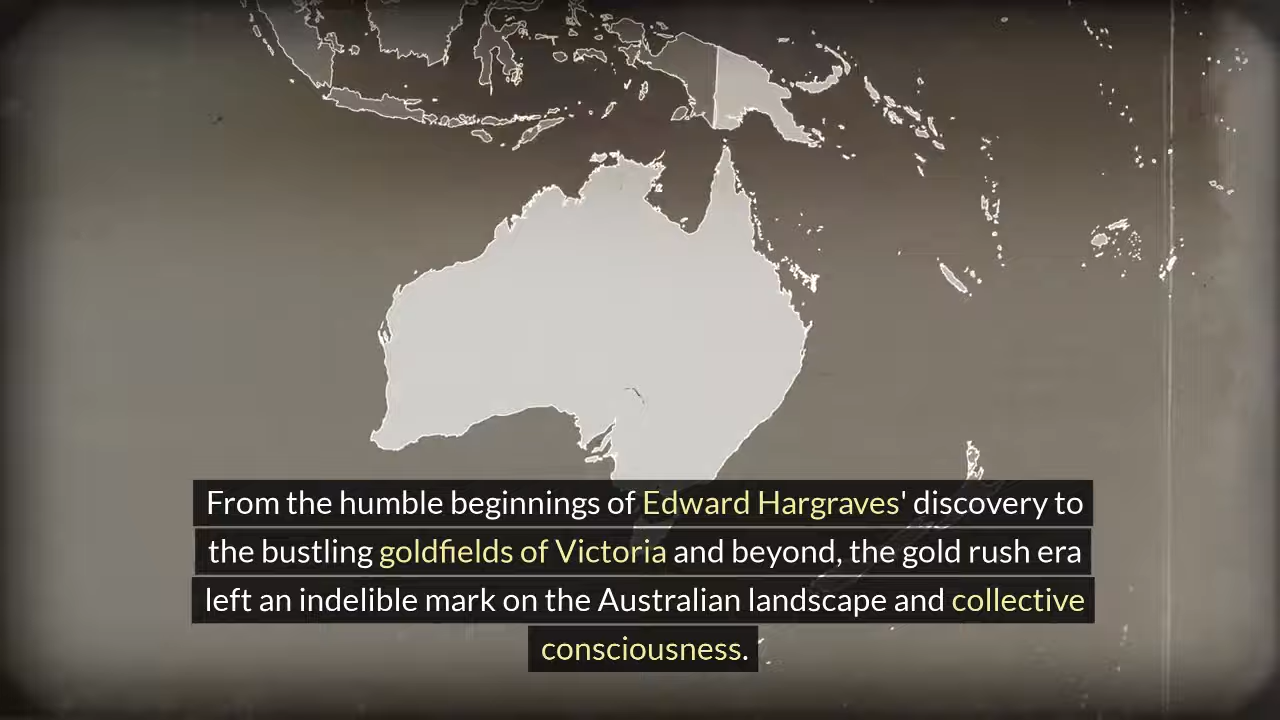 From the humble beginnings of Edward Hargraves' discovery to
the bustling goldfields of Victoria and beyond, the gold rush era
left an indelible mark on the Australian landscape and collective
consciousness.